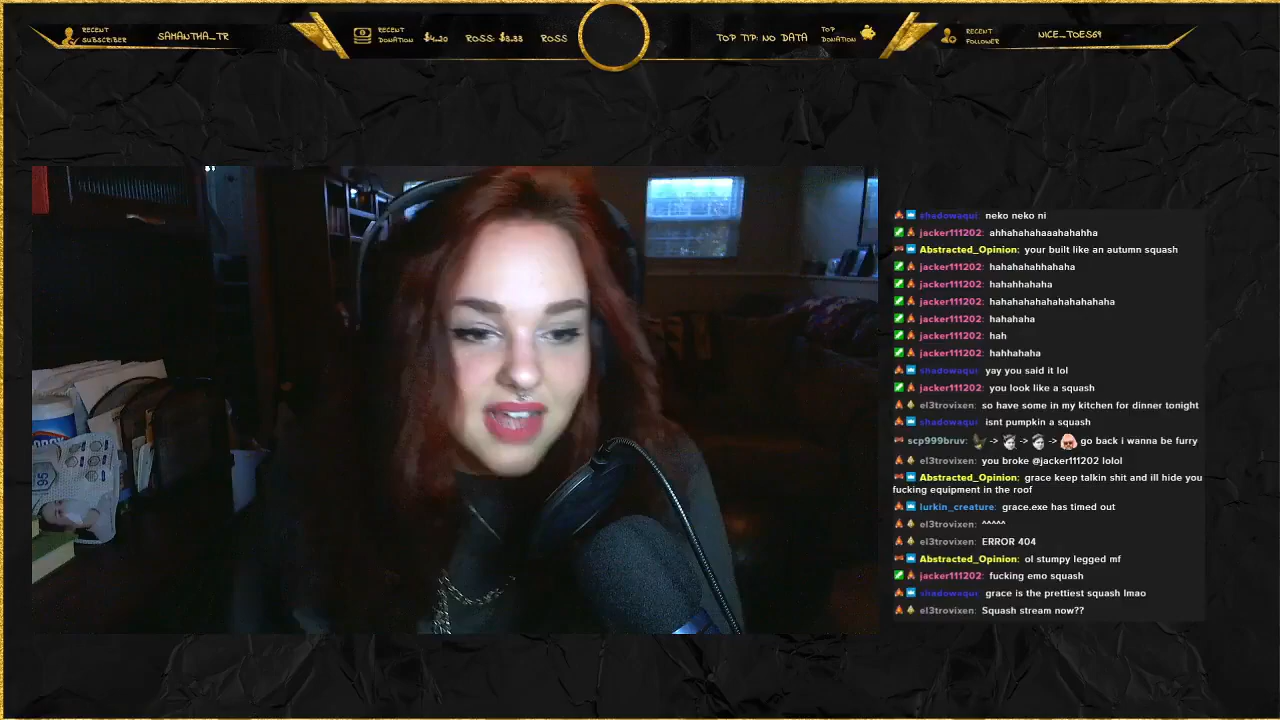 RECENT SUBSCRIBER
SAMANTHA_TR
RECENT DONATION
$4.20
ROSS: $3.33
ROSS
TOP TIP: NO DATA
TOP DONATION
RECENT FOLLOWER
NICE_TOES69
shadowaqui: neko neko ni
jacker111202: ahhahahahaaahahahha
Abstracted_Opinion: your built like an autumn squash
jacker111202: hahahahahhahaha
jacker111202: hahahhahaha
jacker111202: hahahahahahahahahaha
jacker111202: hahahaha
jacker111202: hah
jacker111202: hahhahaha
shadowaqui: yay you said it lol
jacker111202: you look like a squash
el3trovixen: so have some in my kitchen for dinner tonight
shadowaqui: isnt pumpkin a squash
scp999bruv: -> -> -> go back i wanna be furry
el3trovixen: you broke @jacker111202 lolol
Abstracted_Opinion: grace keep talkin shit and ill hide you
fucking equipment in the roof
lurkin_creature: grace.exe has timed out
el3trovixen: ^^^^^
el3trovixen: ERROR 404
Abstracted_Opinion: ol stumpy legged mf
jacker111202: fucking emo squash
shadowaqui: grace is the prettiest squash lmao
el3trovixen: Squash stream now??
95